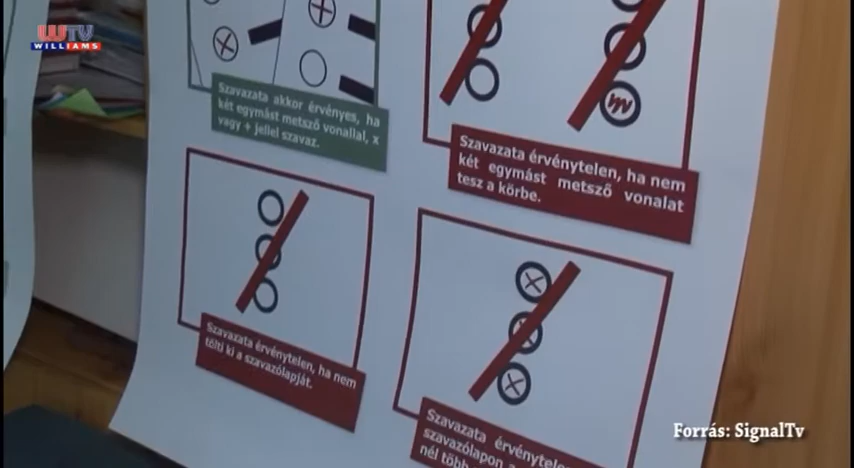 WTV
WILLIAMS
Szavazata akkor érvényes, ha
két egymást metsző vonallal, x
vagy + jellel szavaz.
Szavazata érvénytelen, ha nem
két egymást metsző vonalat
tesz a körbe.
Szavazata érvénytelen, ha nem
tölti ki a szavazólapját.
Szavazata
szavazólapon
nél több
Forrás: SignalTv